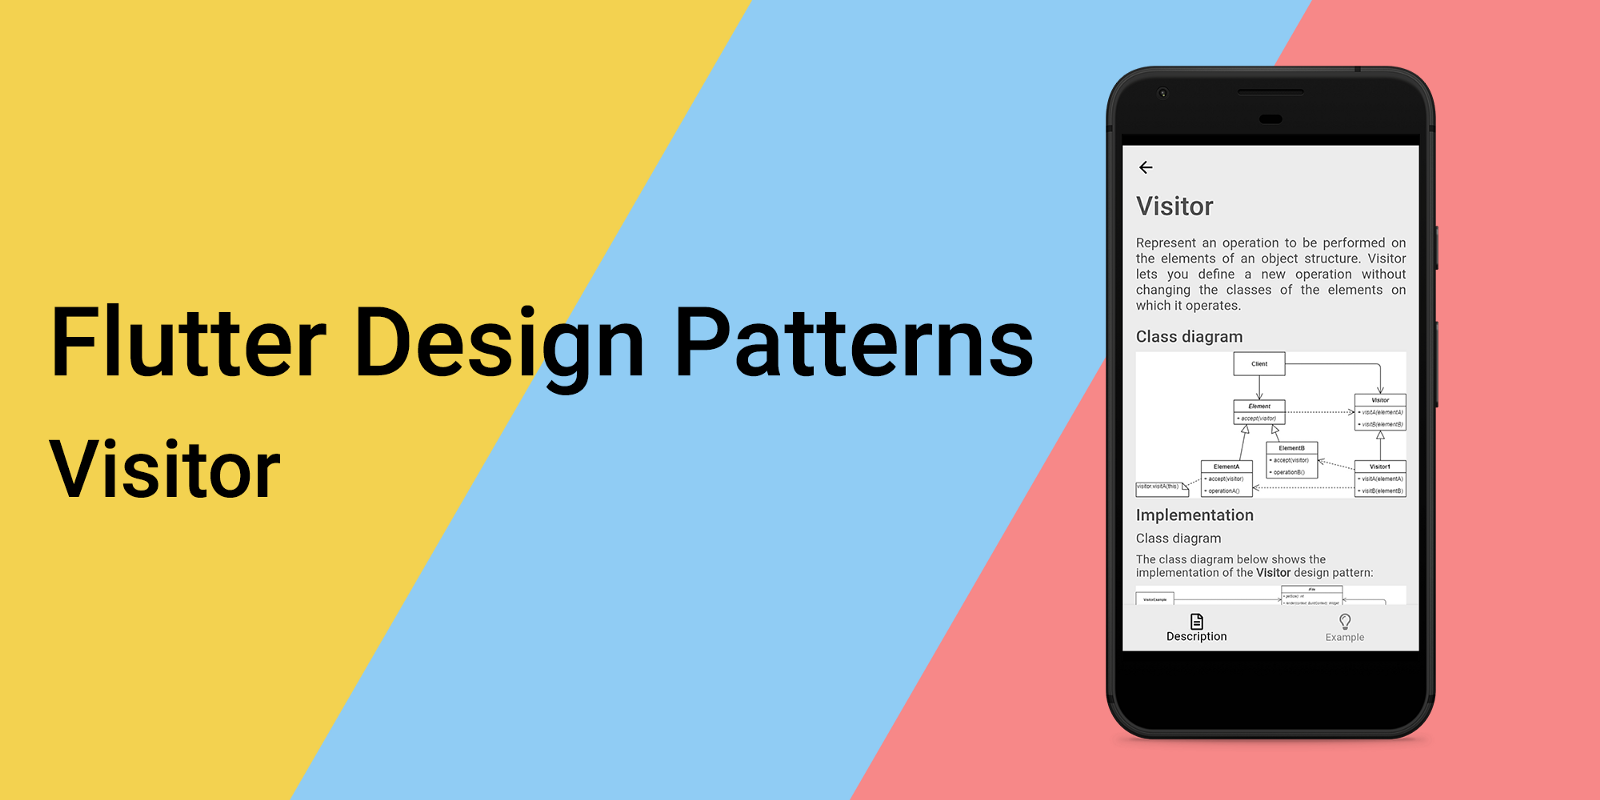 Flutter Design Patterns
Visitor
Visitor
Represent an operation to be performed on
the elements of an object structure. Visitor
lets you define a new operation without
changing the classes of the elements on
which it operates.
Class diagram
Client
Element
+ accept(visitor)
Visitor
+ visitA(elementA)
+ visitB(elementB)
ElementB
+ accept(visitor)
+ operationB()
ElementA
+ accept(visitor)
+ operationA()
Visitor1
+ visitA(elementA)
+ visitB(elementB)
visitor.visitA(this)
Implementation
Class diagram
The class diagram below shows the
implementation of the Visitor design pattern:
File
Description
Example